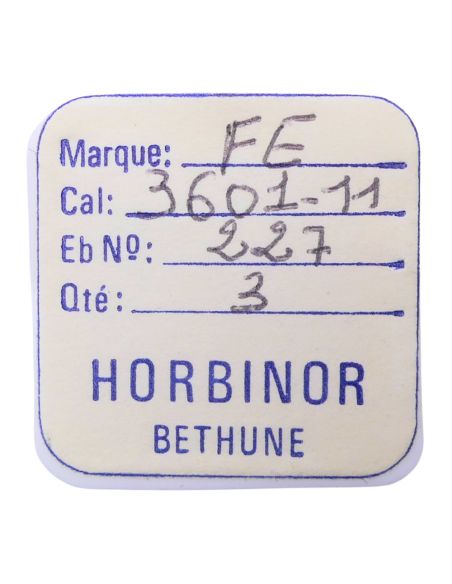 Marque: FE
Cal: 3601-11
Eb Nº: 227
Qté: 3
HORBINOR
BETHUNE